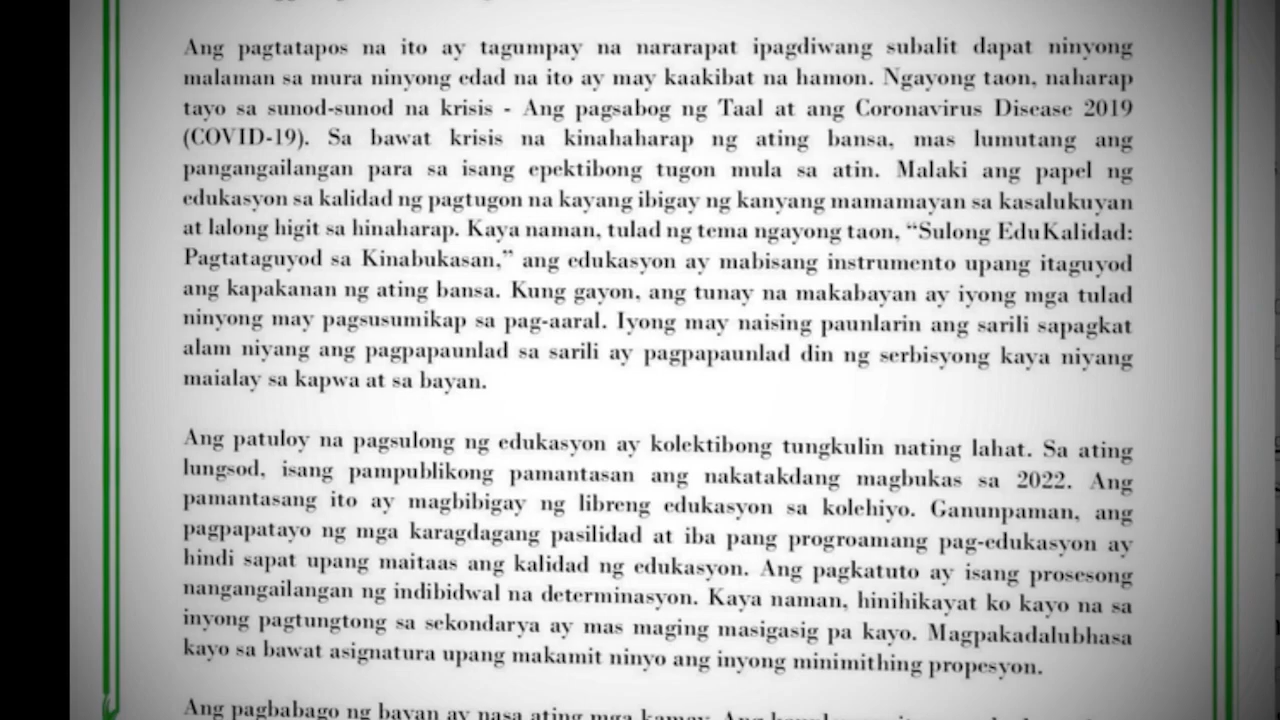 Ang pagtatapos na ito ay tagumpay na nararapat ipagdiwang subalit dapat ninyong
malaman sa mura ninyong edad na ito ay may kaakibat na hamon. Ngayong taon, naharap
tayo sa sunod-sunod na krisis - Ang pagsabog ng Taal at ang Coronavirus Disease 2019
(COVID-19). Sa bawat krisis na kinahaharap ng ating bansa, mas lumutang ang
pangangailangan para sa isang epektibong tugon mula sa atin. Malaki ang papel ng
edukasyon sa kalidad ng pagtugon na kayang ibigay ng kanyang mamamayan sa kasalukuyan
at lalong higit sa hinaharap. Kaya naman, tulad ng tema ngayong taon, “Sulong EduKalidad:
Pagtataguyod sa Kinabukasan,” ang edukasyon ay mabisang instrumento upang itaguyod
ang kapakanan ng ating bansa. Kung gayon, ang tunay na makabayan ay iyong mga tulad
ninyong may pagsusumikap sa pag-aaral. Iyong may naising paunlarin ang sarili sapagkat
alam niyang ang pagpapaunlad sa sarili ay pagpapaunlad din ng serbisyong kaya niyang
maialay sa kapwa at sa bayan.
Ang patuloy na pagsulong ng edukasyon ay kolektibong tungkulin nating lahat. Sa ating
lungsod, isang pampublikong pamantasan ang nakatakdang magbukas sa 2022. Ang
pamantasang ito ay magbibigay ng libreng edukasyon sa kolehiyo. Ganunpaman, ang
pagpapatayo ng mga karagdagang pasilidad at iba pang progroamang pag-edukasyon ay
hindi sapat upang maitaas ang kalidad ng edukasyon. Ang pagkatuto ay isang prosesong
nangangailangan ng indibidwal na determinasyon. Kaya naman, hinihikayat ko kayo na sa
inyong pagtungtong sa sekondarya ay mas maging masigasig pa kayo. Magpakadalubhasa
kayo sa bawat asignatura upang makamit ninyo ang inyong minimithing propesyon.
Ang pagbabago ng bayan ay nasa ating mga kamay. Ang